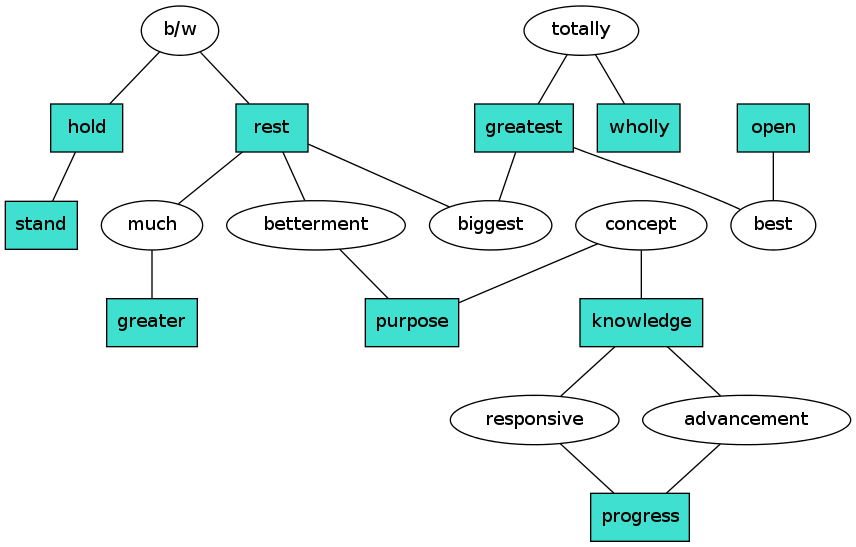 b/w
totally
hold
rest
greatest
wholly
open
stand
much
betterment
biggest
concept
best
greater
purpose
knowledge
responsive
advancement
progress